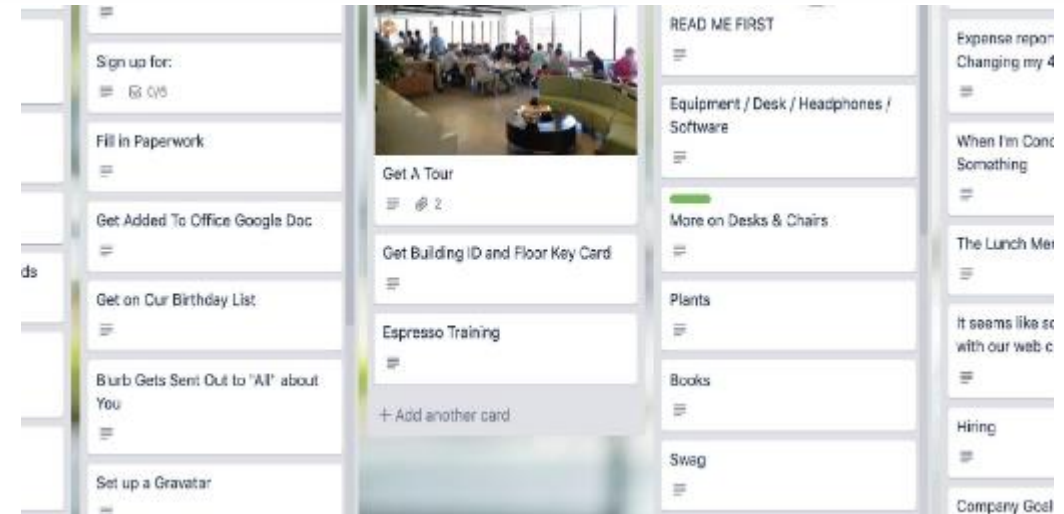 ds
Sign up for:
0/6
Fill in Paperwork
Get Added To Office Google Doc
Get on Our Birthday List
Blurb Gets Sent Out to "All" about
You
Set up a Gravatar
Get A Tour
2
Get Building ID and Floor Key Card
Espresso Training
+ Add another card
READ ME FIRST
Equipment / Desk / Headphones /
Software
More on Desks & Chairs
Plants
Books
Swag
Expense report
Changing my 4
When I'm Conc
Something
The Lunch Men
It seems like so
with our web c
Hiring
Company Goal